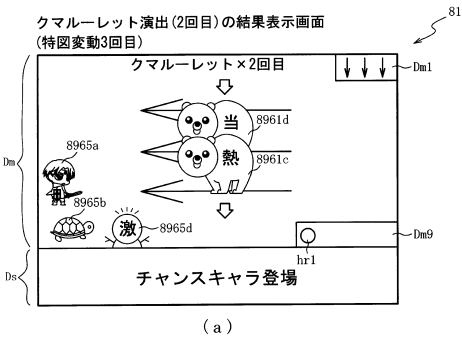 クマルーレット演出(2回目)の結果表示画面
(特図変動3回目)
81
クマルーレット×2回目
Dm1
当
8961d
熱
8961c
Dm
8965a
8965b
激
8965d
Dm9
hr1
Ds
チャンスキャラ登場
(a)